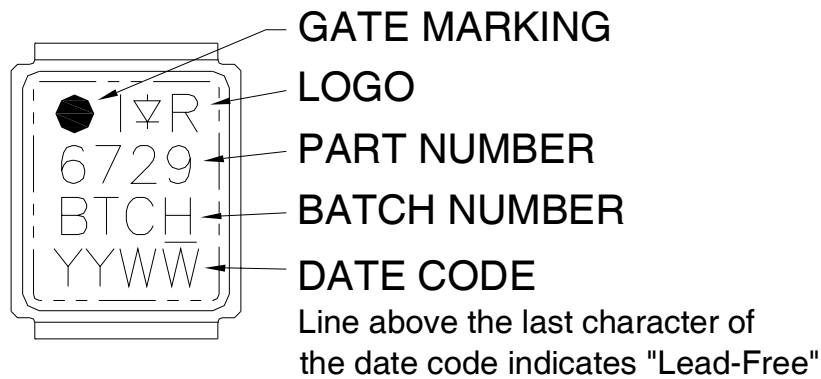 GATE MARKING
I R
LOGO
6729
PART NUMBER
BTCH
BATCH NUMBER
YYWW̅
DATE CODE
Line above the last character of
the date code indicates "Lead-Free"